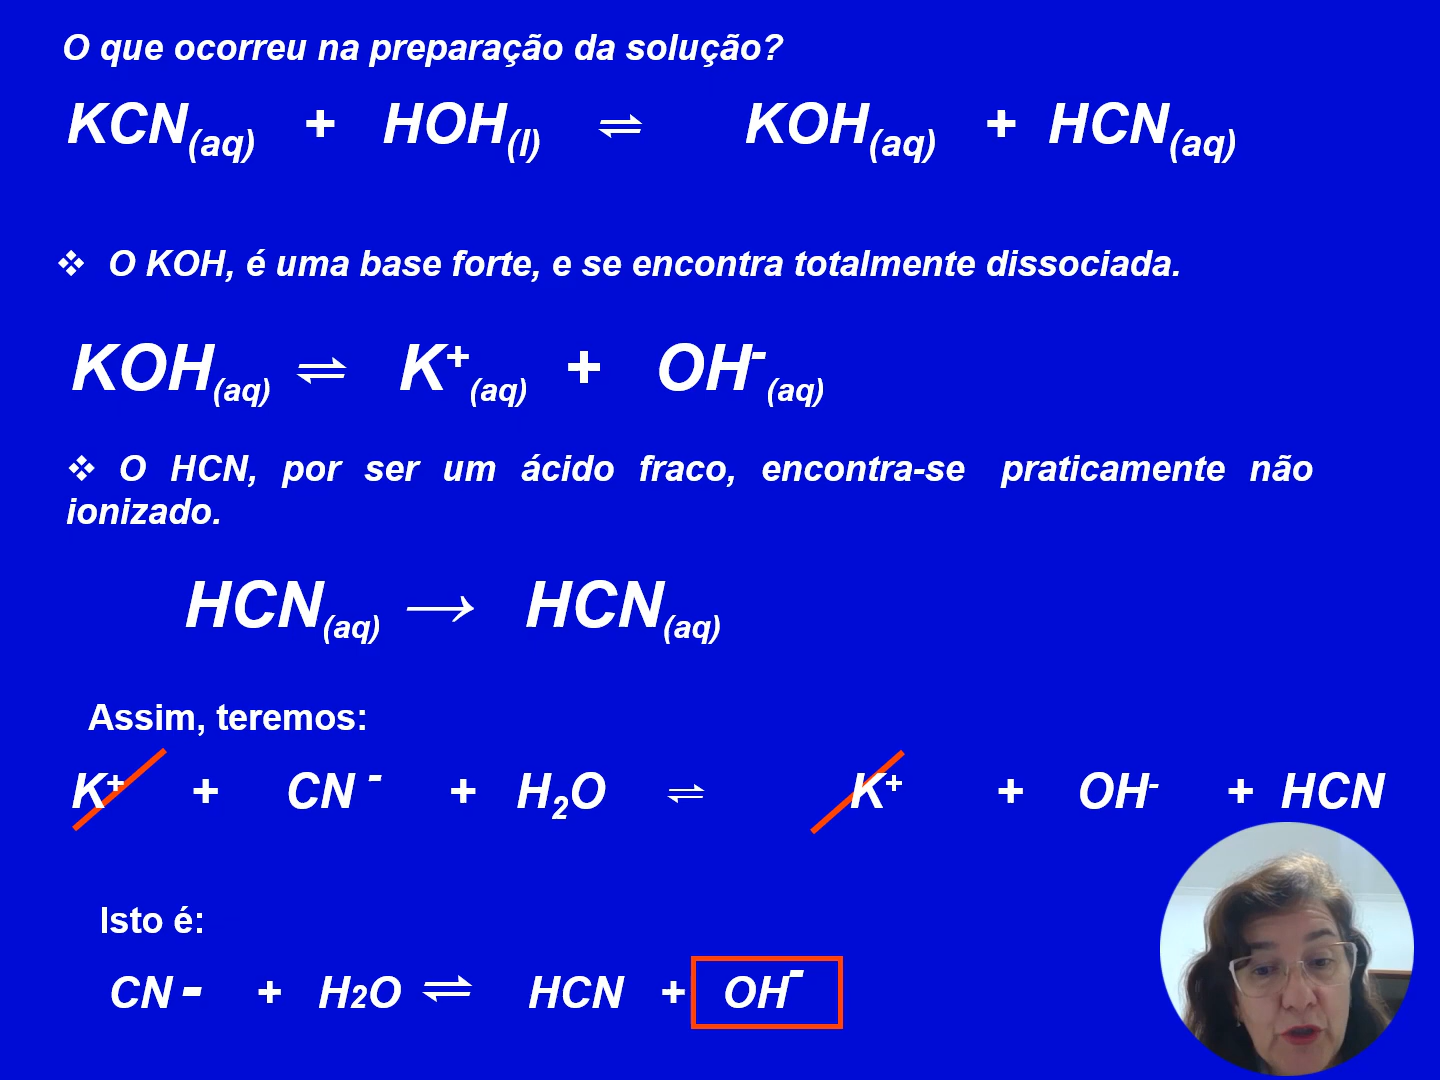 O que ocorreu na preparação da solução?
KCN(aq) + HOH(l) ⇌ KOH(aq) + HCN(aq)
❖ O KOH, é uma base forte, e se encontra totalmente dissociada.
KOH(aq) ⇌ K⁺(aq) + OH⁻(aq)
❖ O HCN, por ser um ácido fraco, encontra-se praticamente não
ionizado.
HCN(aq) → HCN(aq)
Assim, teremos:
K⁺ + CN⁻ + H₂O ⇌ K⁺ + OH⁻ + HCN
Isto é:
CN⁻ + H₂O ⇌ HCN + OH⁻